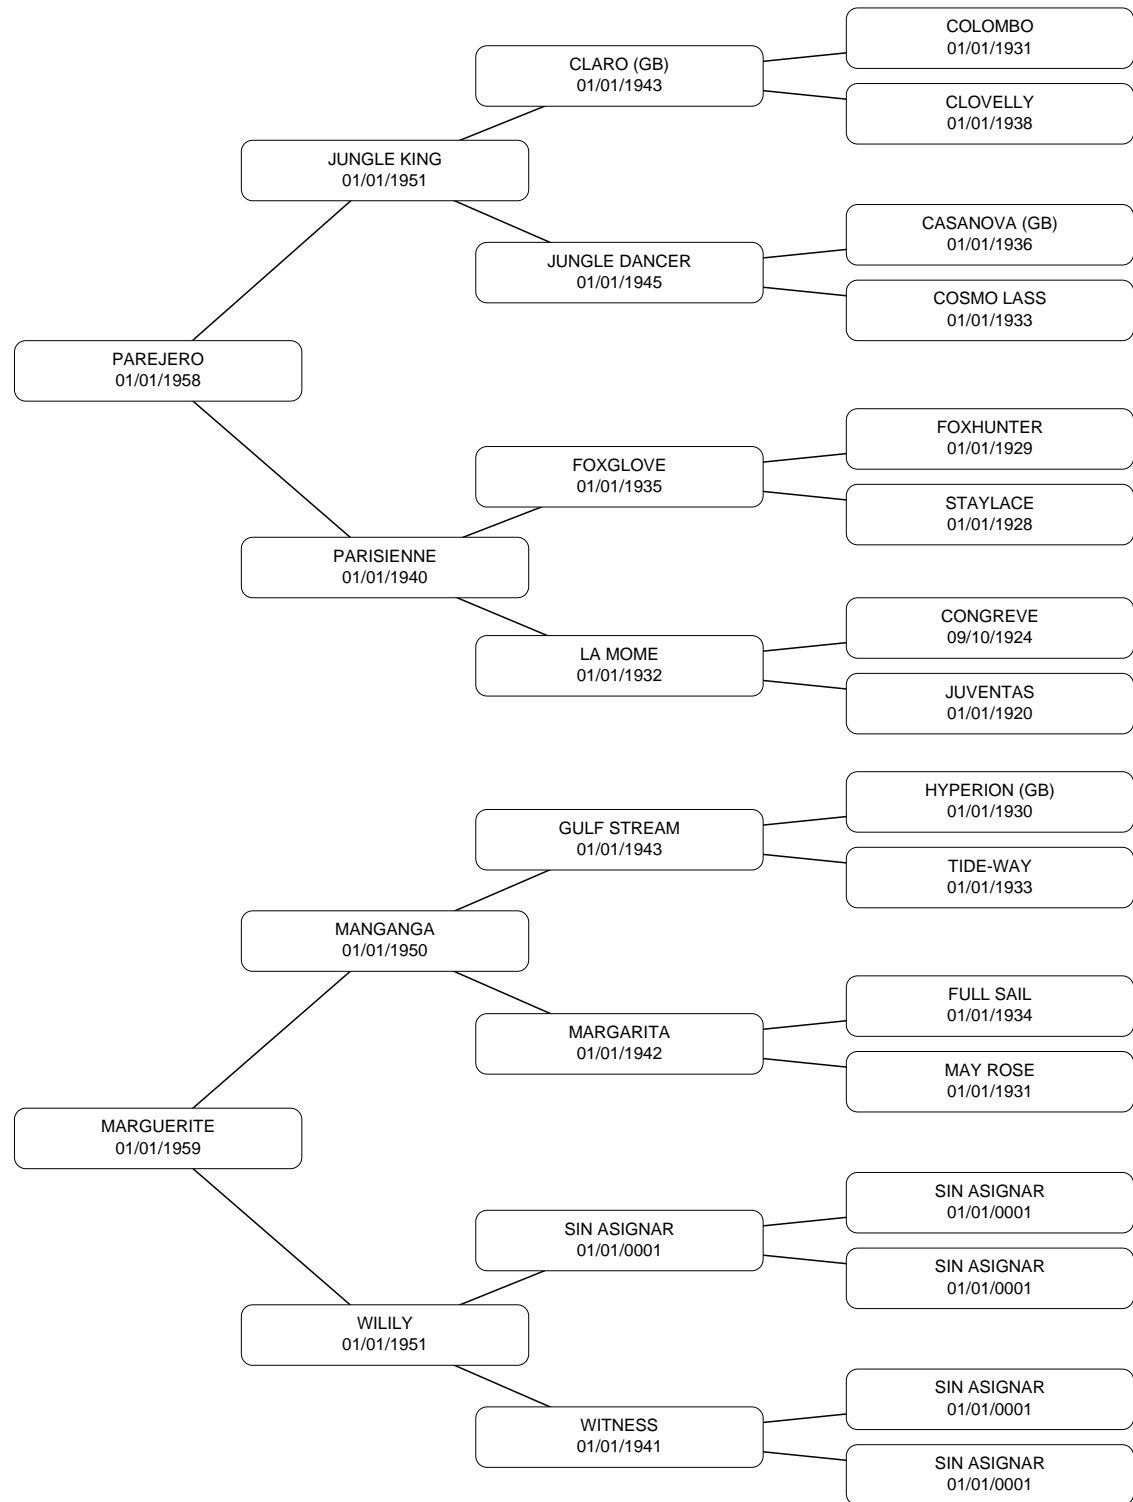 COLOMBO
01/01/1931
CLARO (GB)
01/01/1943
CLOVELLY
01/01/1938
JUNGLE KING
01/01/1951
CASANOVA (GB)
01/01/1936
JUNGLE DANCER
01/01/1945
COSMO LASS
01/01/1933
PAREJERO
01/01/1958
FOXHUNTER
01/01/1929
FOXGLOVE
01/01/1935
STAYLACE
01/01/1928
PARISIENNE
01/01/1940
CONGREVE
09/10/1924
LA MOME
01/01/1932
JUVENTAS
01/01/1920
HYPERION (GB)
01/01/1930
GULF STREAM
01/01/1943
TIDE-WAY
01/01/1933
MANGANGA
01/01/1950
FULL SAIL
01/01/1934
MARGARITA
01/01/1942
MAY ROSE
01/01/1931
MARGUERITE
01/01/1959
SIN ASIGNAR
01/01/0001
SIN ASIGNAR
01/01/0001
SIN ASIGNAR
01/01/0001
WILILY
01/01/1951
SIN ASIGNAR
01/01/0001
WITNESS
01/01/1941
SIN ASIGNAR
01/01/0001